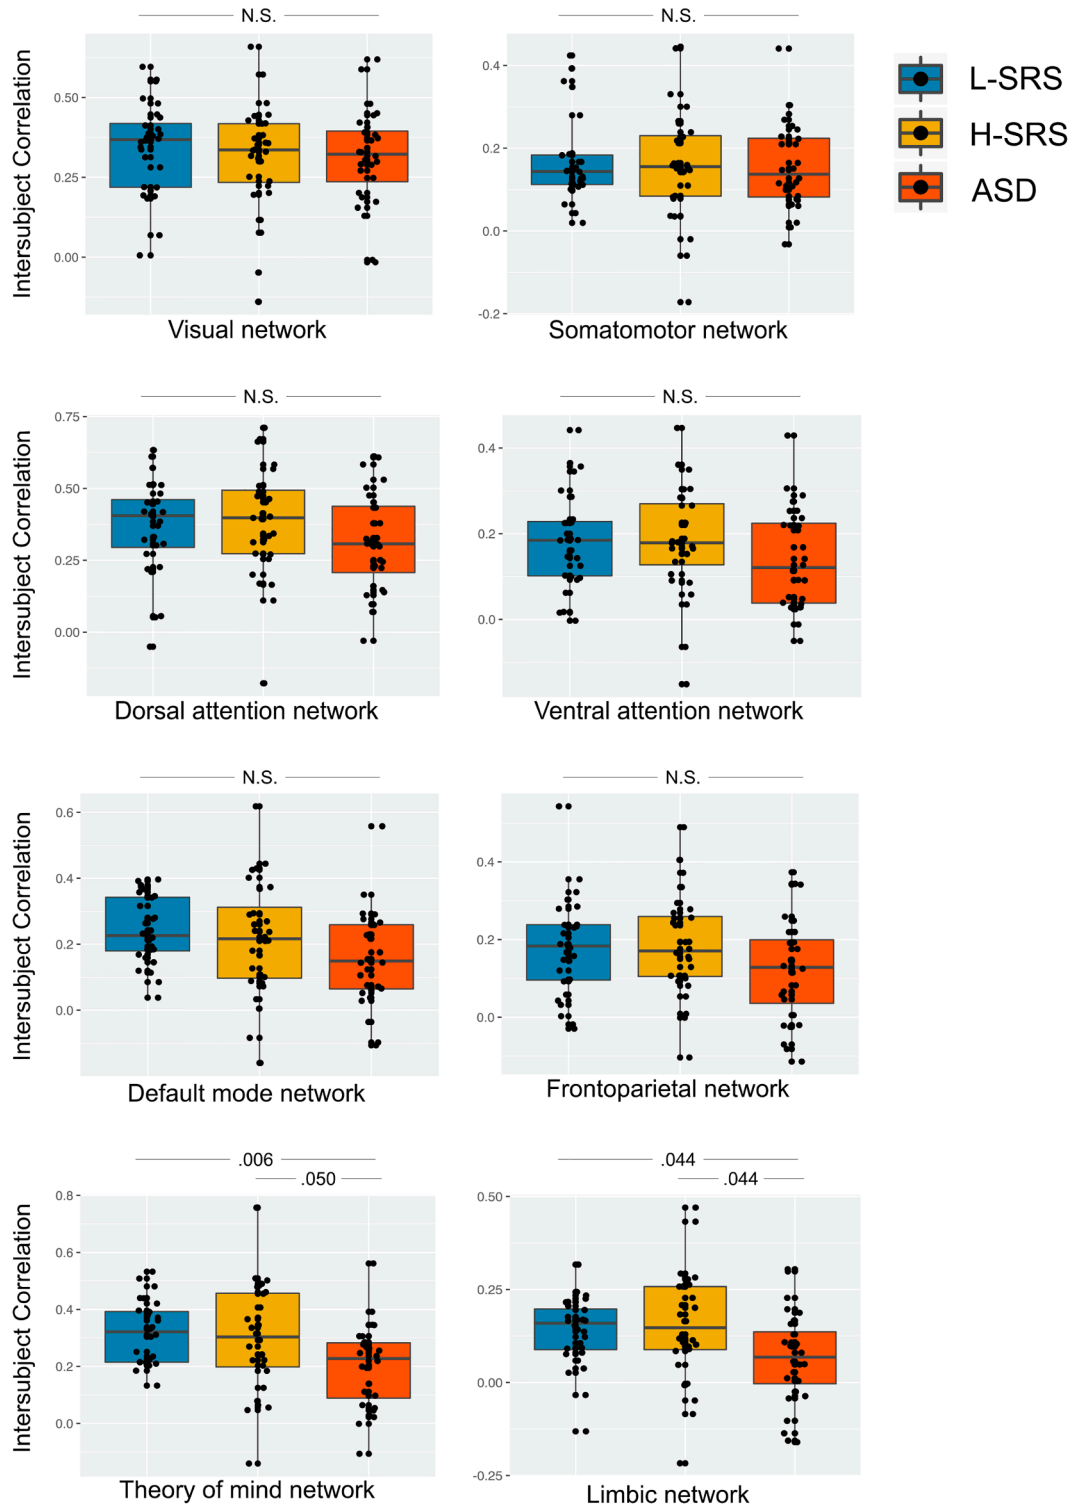 N.S.
N.S.
Intersubject Correlation
0.50
0.25
0.00
Visual network
0.4
0.2
0.0
-0.2
Somatomotor network
L-SRS
H-SRS
ASD
N.S.
N.S.
Intersubject Correlation
0.75
0.50
0.25
0.00
Dorsal attention network
0.4
0.2
0.0
Ventral attention network
N.S.
N.S.
Intersubject Correlation
0.6
0.4
0.2
0.0
Default mode network
0.4
0.2
0.0
Frontoparietal network
.006
.050
.044
.044
Intersubject Correlation
0.8
0.6
0.4
0.2
0.0
Theory of mind network
0.50
0.25
0.00
-0.25
Limbic network